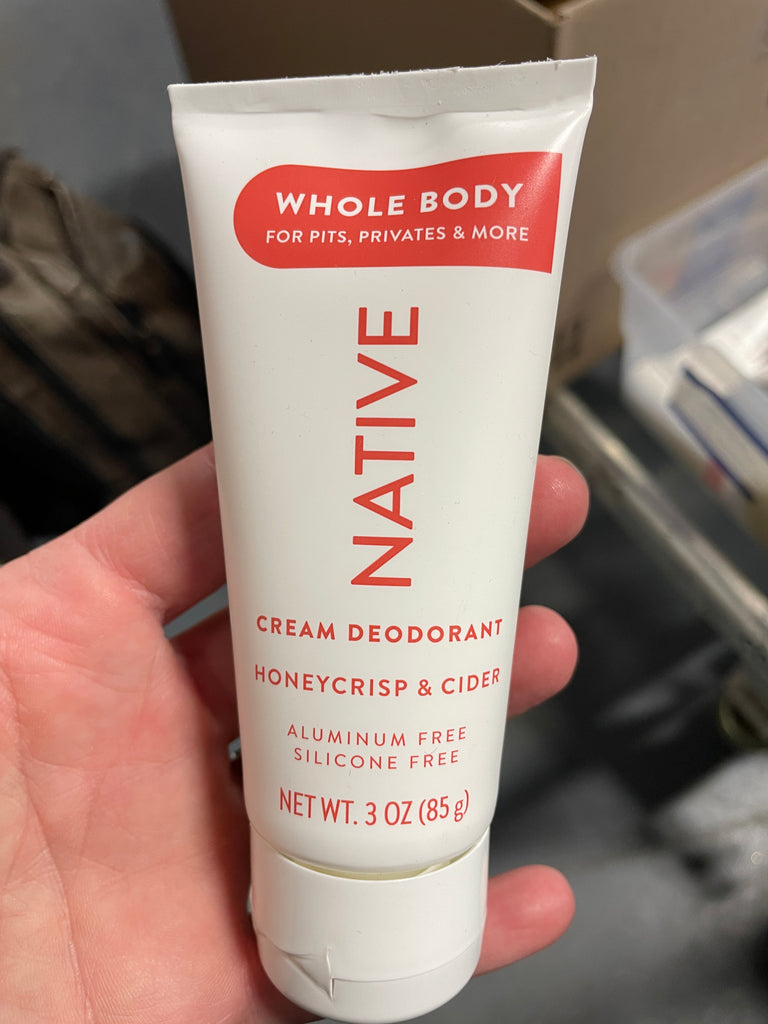 WHOLE BODY
FOR PITS, PRIVATES & MORE
NATIVE
CREAM DEODORANT
HONEYCRISP & CIDER
ALUMINUM FREE
SILICONE FREE
NET WT. 3 OZ (85 g)